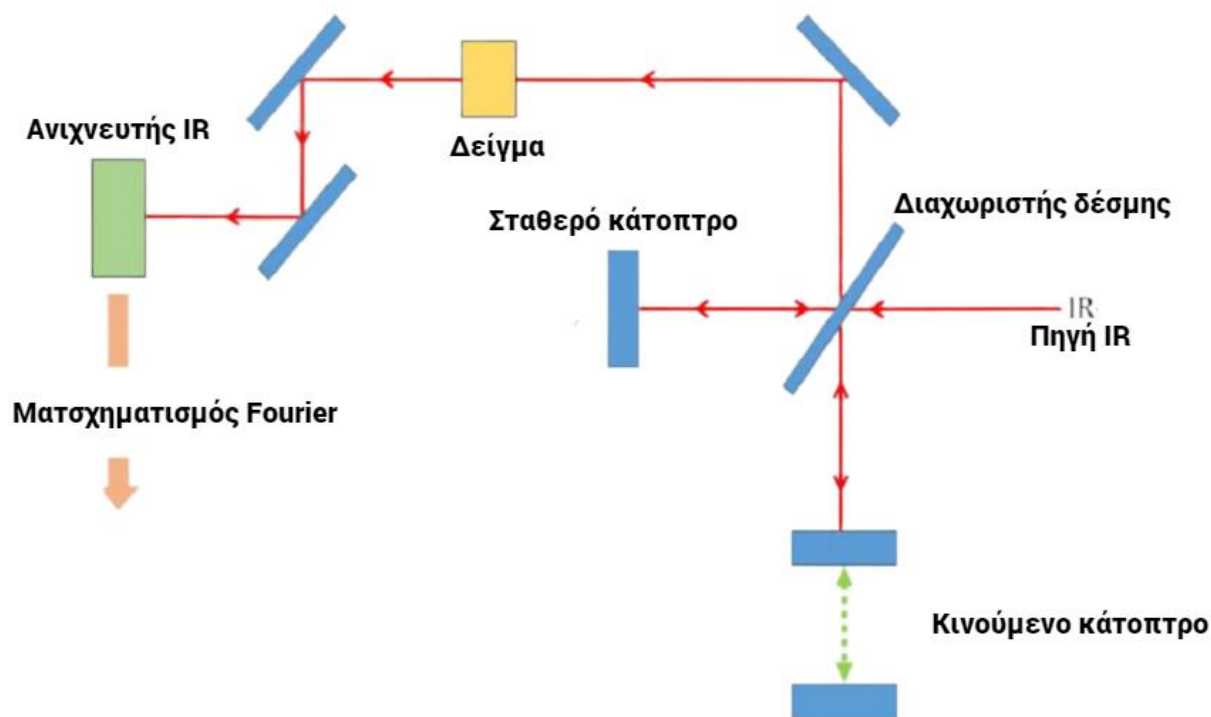 Ανιχνευτής IR
Δείγμα
Σταθερό κάτοπτρο
Διαχωριστής δέσμης
IR
Πηγή IR
Ματσχηματισμός Fourier
Κινούμενο κάτοπτρο